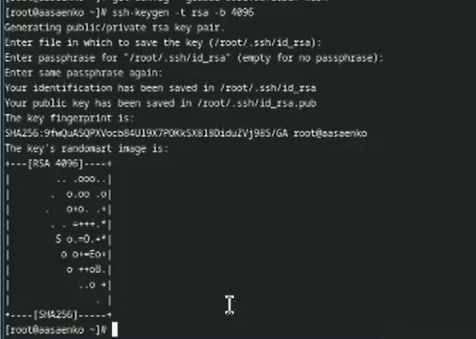 [root@aasaenko ~]# ssh-keygen -t rsa -b 4096
Generating public/private rsa key pair.
Enter file in which to save the key (/root/.ssh/id_rsa):
Enter passphrase for "/root/.ssh/id_rsa" (empty for no passphrase):
Enter same passphrase again:
Your identification has been saved in /root/.ssh/id_rsa
Your public key has been saved in /root/.ssh/id_rsa.pub
The key fingerprint is:
root@aasaenko
The key's randomart image is:
+---[RSA 4096]----+
|        .. .ooo..|
|       .  o.oo .o|
|      .   o+o. .+|
|       . . =+++.*|
|        S o.=O.+*|
|         o o+=Eo+|
|          o ++oB.|
|            ..o +|
|               . |
+----[SHA256]-----+
[root@aasaenko ~]#